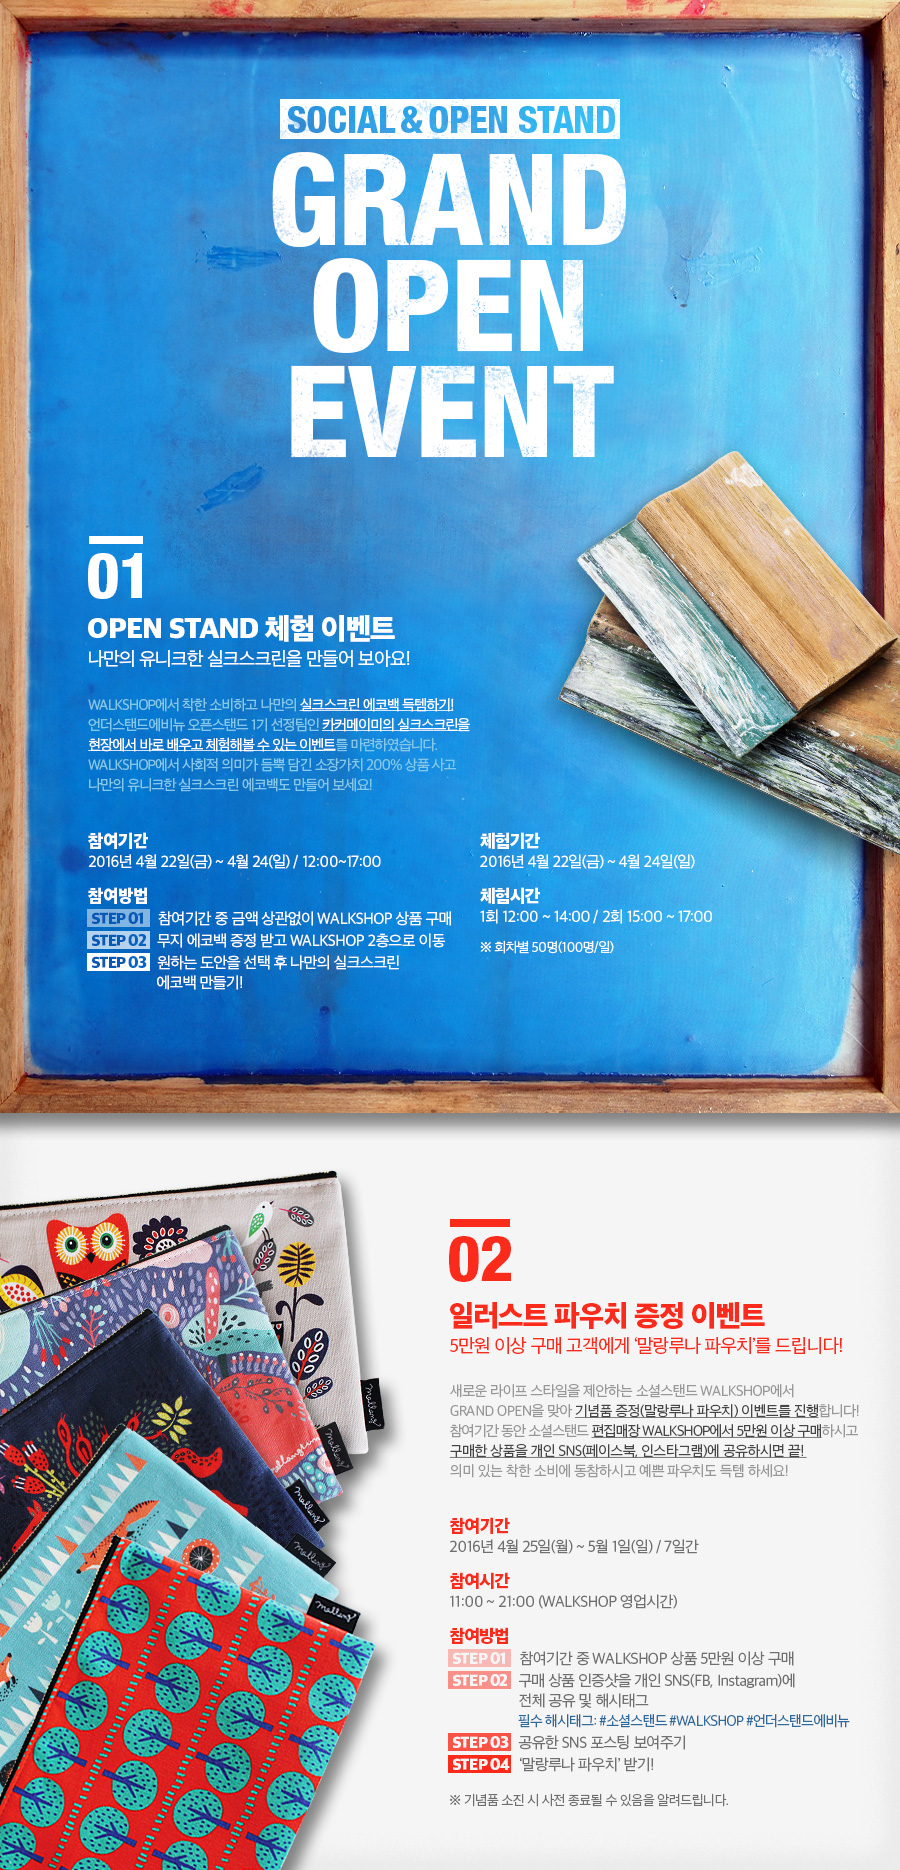 SOCIAL & OPEN STAND
GRAND
OPEN
EVENT
01
OPEN STAND 체험 이벤트
나만의 유니크한 실크스크린을 만들어 보아요!
WALKSHOP에서 착한 소비하고 나만의 실크스크린 에코백 득템하기!
언더스탠드에비뉴 오픈스탠드 1기 선정팀인 카커메이미의 실크스크린을
현장에서 바로 배우고 체험해볼 수 있는 이벤트를 마련하였습니다.
WALKSHOP에서 사회적 의미가 듬뿍 담긴 소장가치 200% 상품 사고
나만의 유니크한 실크스크린 에코백도 만들어 보세요!
참여기간
2016년 4월 22일(금) ~ 4월 24(일) / 12:00~17:00
참여방법
STEP 01 참여기간 중 금액 상관없이 WALKSHOP 상품 구매
STEP 02 무지 에코백 증정 받고 WALKSHOP 2층으로 이동
STEP 03 원하는 도안을 선택 후 나만의 실크스크린
에코백 만들기!
체험기간
2016년 4월 22일(금) ~ 4월 24일(일)
체험시간
1회 12:00 ~ 14:00 / 2회 15:00 ~ 17:00
※ 회차별 50명(100명/일)
02
일러스트 파우치 증정 이벤트
5만원 이상 구매 고객에게 ‘말랑루나 파우치’를 드립니다!
새로운 라이프 스타일을 제안하는 소셜스탠드 WALKSHOP에서
GRAND OPEN을 맞아 기념품 증정(말랑루나 파우치) 이벤트를 진행합니다!
참여기간 동안 소셜스탠드 편집매장 WALKSHOP에서 5만원 이상 구매하시고
구매한 상품을 개인 SNS(페이스북, 인스타그램)에 공유하시면 끝!
의미 있는 착한 소비에 동참하시고 예쁜 파우치도 득템 하세요!
참여기간
2016년 4월 25일(월) ~ 5월 1일(일) / 7일간
참여시간
11:00 ~ 21:00 (WALKSHOP 영업시간)
참여방법
STEP 01 참여기간 중 WALKSHOP 상품 5만원 이상 구매
STEP 02 구매 상품 인증샷을 개인 SNS(FB, Instagram)에
전체 공유 및 해시태그
필수 해시태그: #소셜스탠드 #WALKSHOP #언더스탠드에비뉴
STEP 03 공유한 SNS 포스팅 보여주기
STEP 04 ‘말랑루나 파우치’ 받기!
※ 기념품 소진 시 사전 종료될 수 있음을 알려드립니다.